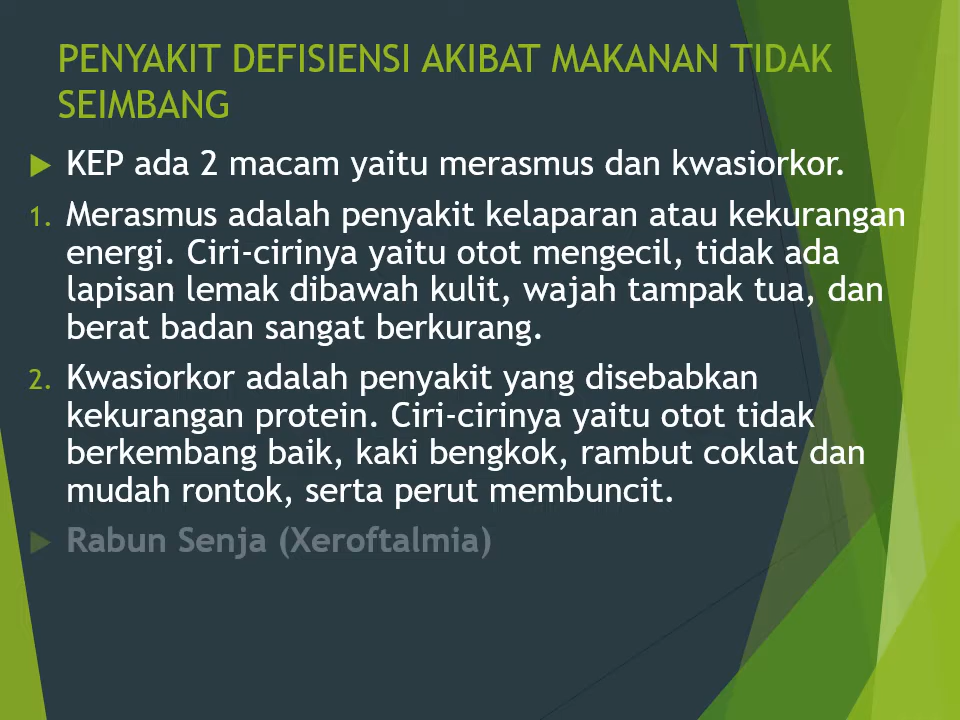 PENYAKIT DEFISIENSI AKIBAT MAKANAN TIDAK
SEIMBANG
KEP ada 2 macam yaitu merasmus dan kwasiorkor.
1. Merasmus adalah penyakit kelaparan atau kekurangan
energi. Ciri-cirinya yaitu otot mengecil, tidak ada
lapisan lemak dibawah kulit, wajah tampak tua, dan
berat badan sangat berkurang.
2. Kwasiorkor adalah penyakit yang disebabkan
kekurangan protein. Ciri-cirinya yaitu otot tidak
berkembang baik, kaki bengkok, rambut coklat dan
mudah rontok, serta perut membuncit.
Rabun Senja (Xeroftalmia)